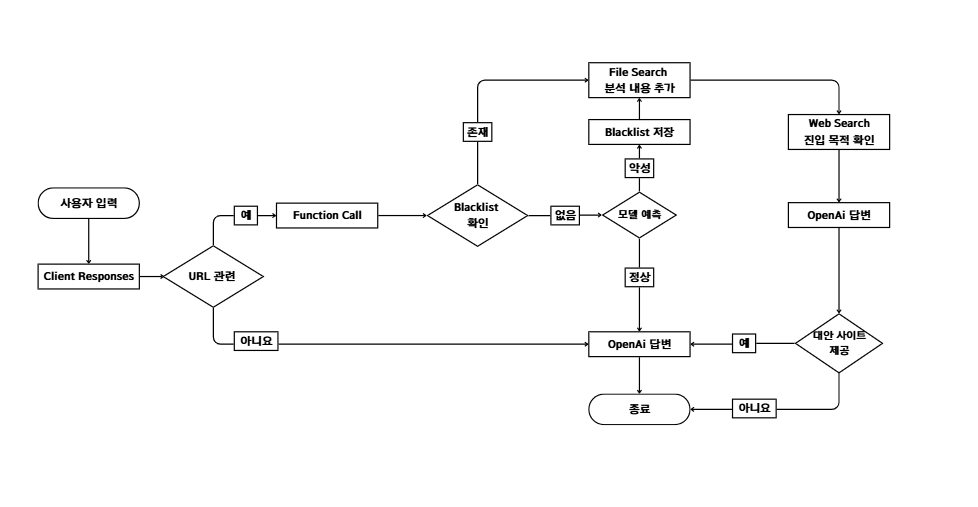 File Search
분석 내용 추가
Web Search
진입 목적 확인
존재
Blacklist 저장
악성
사용자 입력
예
Function Call
Blacklist
확인
없음
모델 예측
OpenAi 답변
Client Responses
URL 관련
정상
아니요
OpenAi 답변
예
대안 사이트
제공
종료
아니요